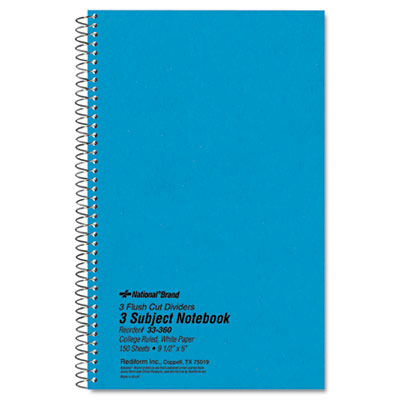 National® Brand
3 Flush Cut Dividers
3 Subject Notebook
Reorder# 33-360
College Ruled, White Paper
150 Sheets • 9 1/2" x 6"
Rediform Inc., Coppell, TX 75019